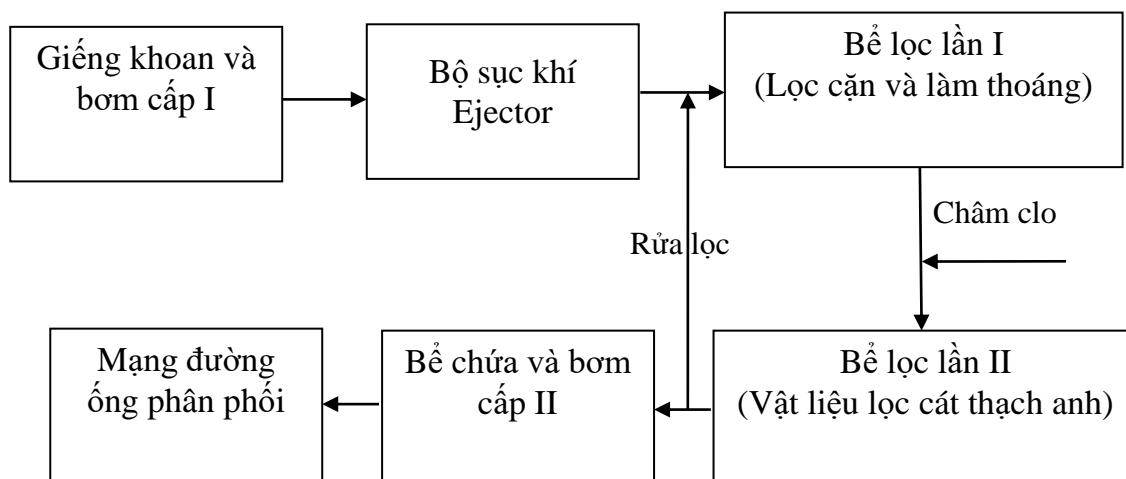 Giếng khoan và
bơm cấp I
Bộ sục khí
Ejector
Bể lọc lần I
(Lọc cặn và làm thoáng)
Châm clo
Rửa lọc
Mạng đường
ống phân phối
Bể chứa và bơm
cấp II
Bể lọc lần II
(Vật liệu lọc cát thạch anh)